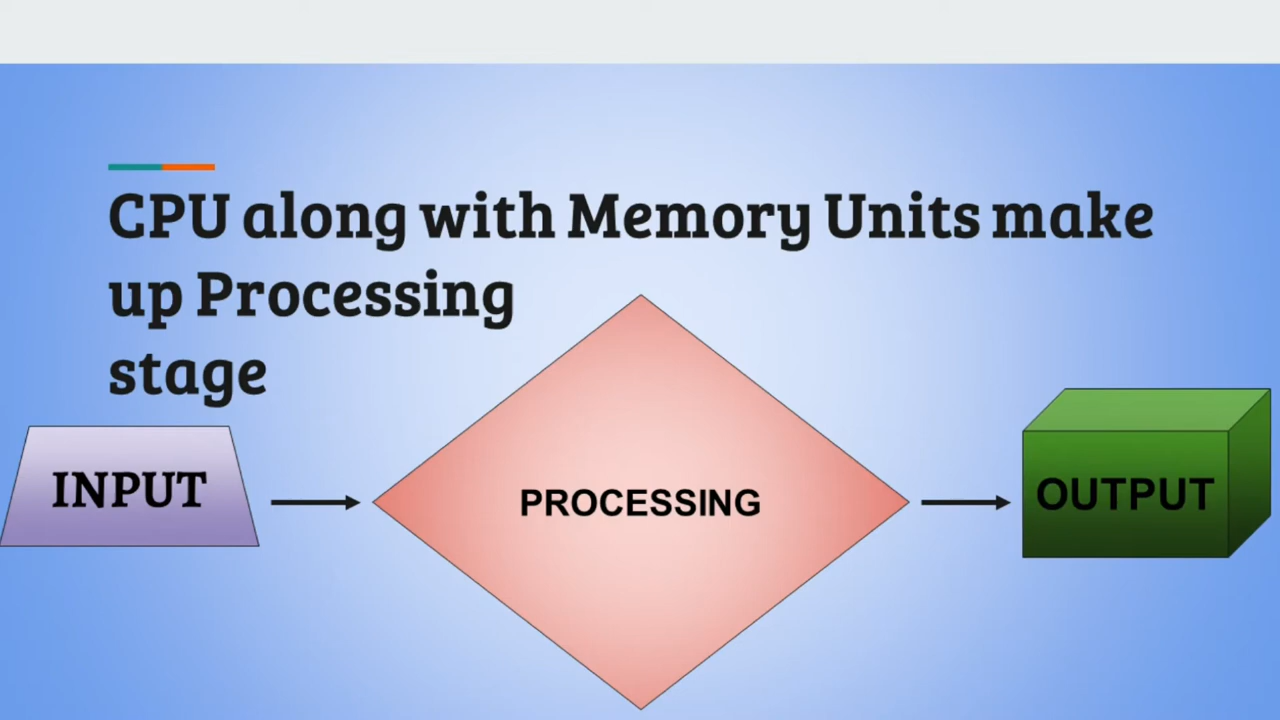 CPU along with Memory Units make
up Processing
stage
INPUT
PROCESSING
OUTPUT